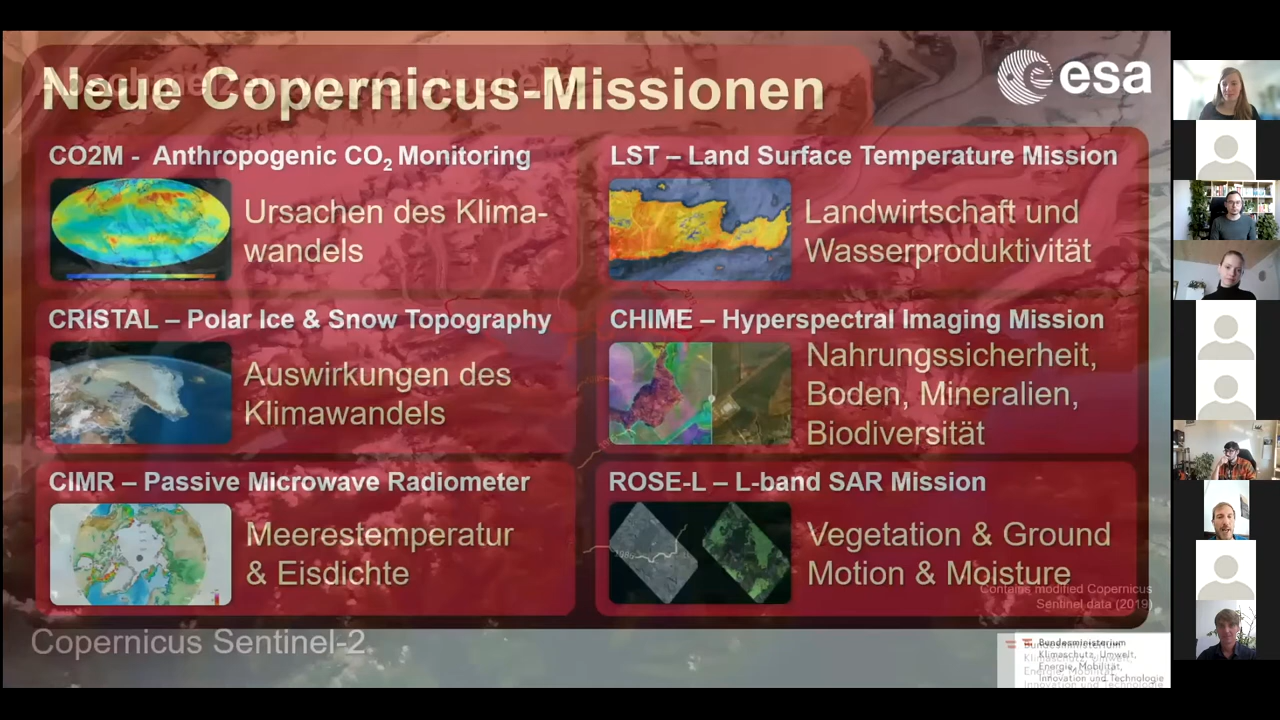 Neue Copernicus-Missionen
esa
CO2M - Anthropogenic CO₂ Monitoring
Ursachen des Klima-
wandels
LST – Land Surface Temperature Mission
Landwirtschaft und
Wasserproduktivität
CRISTAL – Polar Ice & Snow Topography
Auswirkungen des
Klimawandels
CHIME – Hyperspectral Imaging Mission
Nahrungssicherheit,
Boden, Mineralien,
Biodiversität
CIMR – Passive Microwave Radiometer
Meerestemperatur
& Eisdichte
ROSE-L – L-band SAR Mission
Vegetation & Ground
Motion & Moisture
Contains modified Copernicus
Sentinel data (2019)
Copernicus Sentinel-2
Bundesministerium
Klimaschutz, Umwelt,
Energie, Mobilität,
Innovation und Technologie